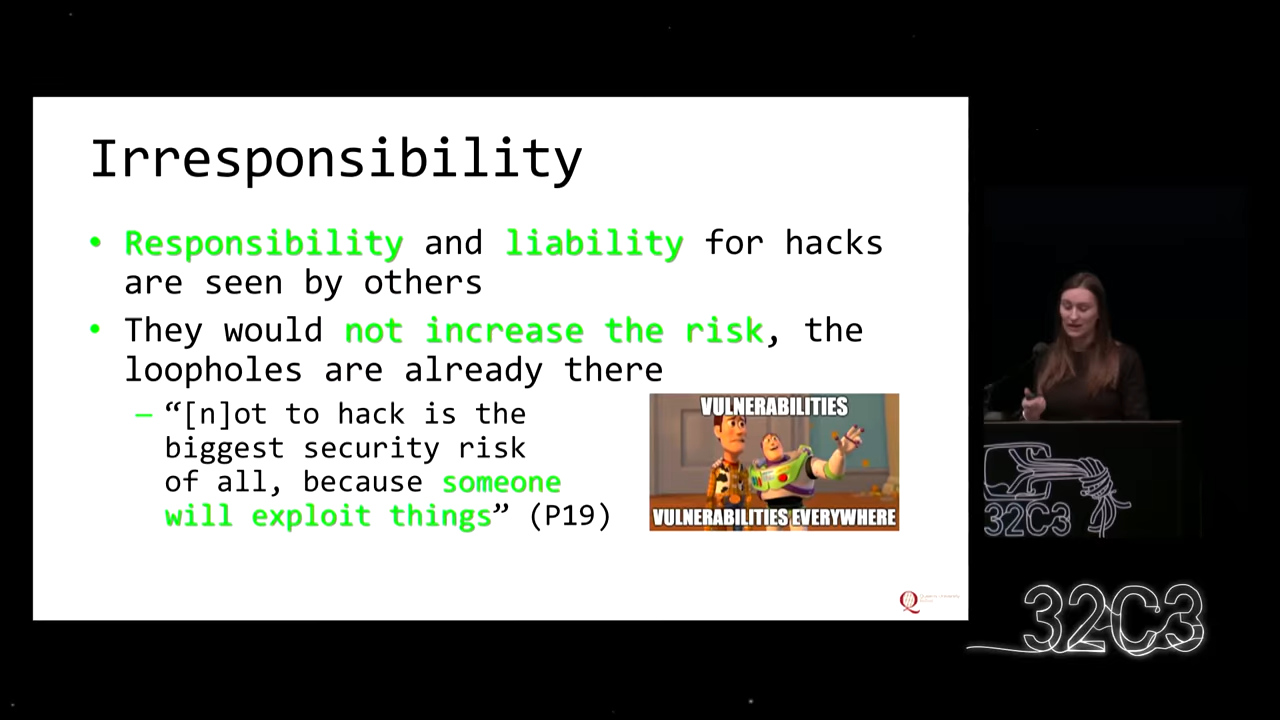 Irresponsibility
• Responsibility and liability for hacks
are seen by others
• They would not increase the risk, the
loopholes are already there
– “[n]ot to hack is the
biggest security risk
of all, because someone
will exploit things” (P19)
VULNERABILITIES
VULNERABILITIES EVERYWHERE
Q
32C3
32C3